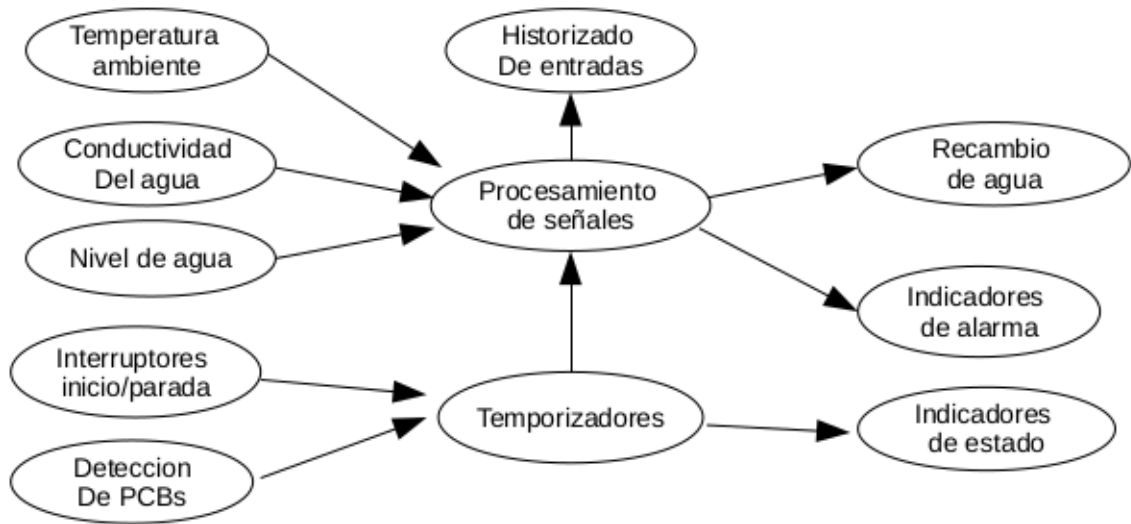 Temperatura
ambiente
Historizado
De entradas
Conductividad
Del agua
Procesamiento
de señales
Recambio
de agua
Nivel de agua
Indicadores
de alarma
Interruptores
inicio/parada
Temporizadores
Indicadores
de estado
Deteccion
De PCBs